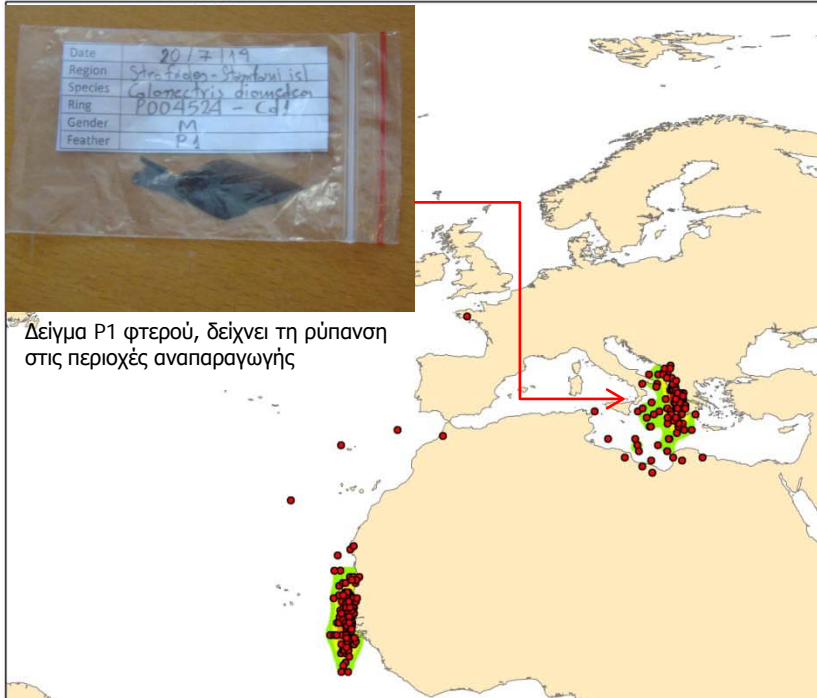 Date 20/7/19
Region Strofades - Stamfani isl
Species Calonectris diomedea
Ring P004524 - Cd1
Gender M
Feather P1
Δείγμα P1 φτερού, δείχνει τη ρύπανση
στις περιοχές αναπαραγωγής